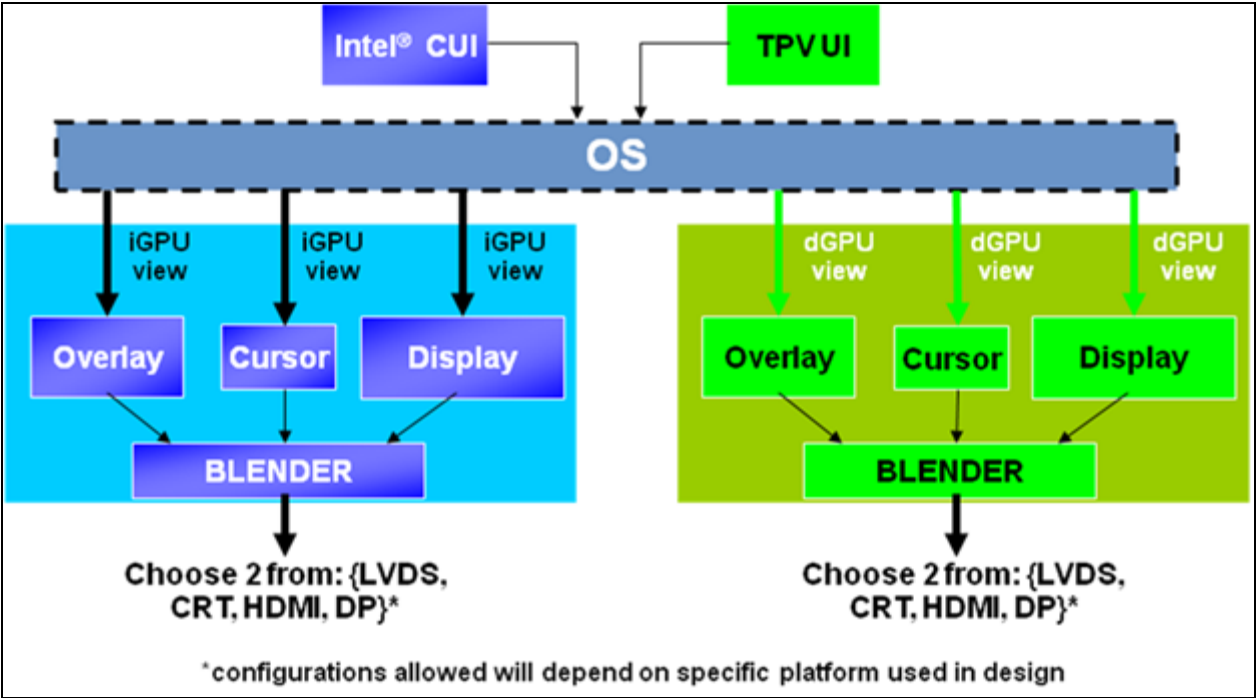 Intel® CUI
TPV UI
OS
iGPU
view
iGPU
view
iGPU
view
dGPU
view
dGPU
view
dGPU
view
Overlay
Cursor
Display
Overlay
Cursor
Display
BLENDER
BLENDER
Choose 2 from: {LVDS,
CRT, HDMI, DP}*
Choose 2 from: {LVDS,
CRT, HDMI, DP}*
*configurations allowed will depend on specific platform used in design